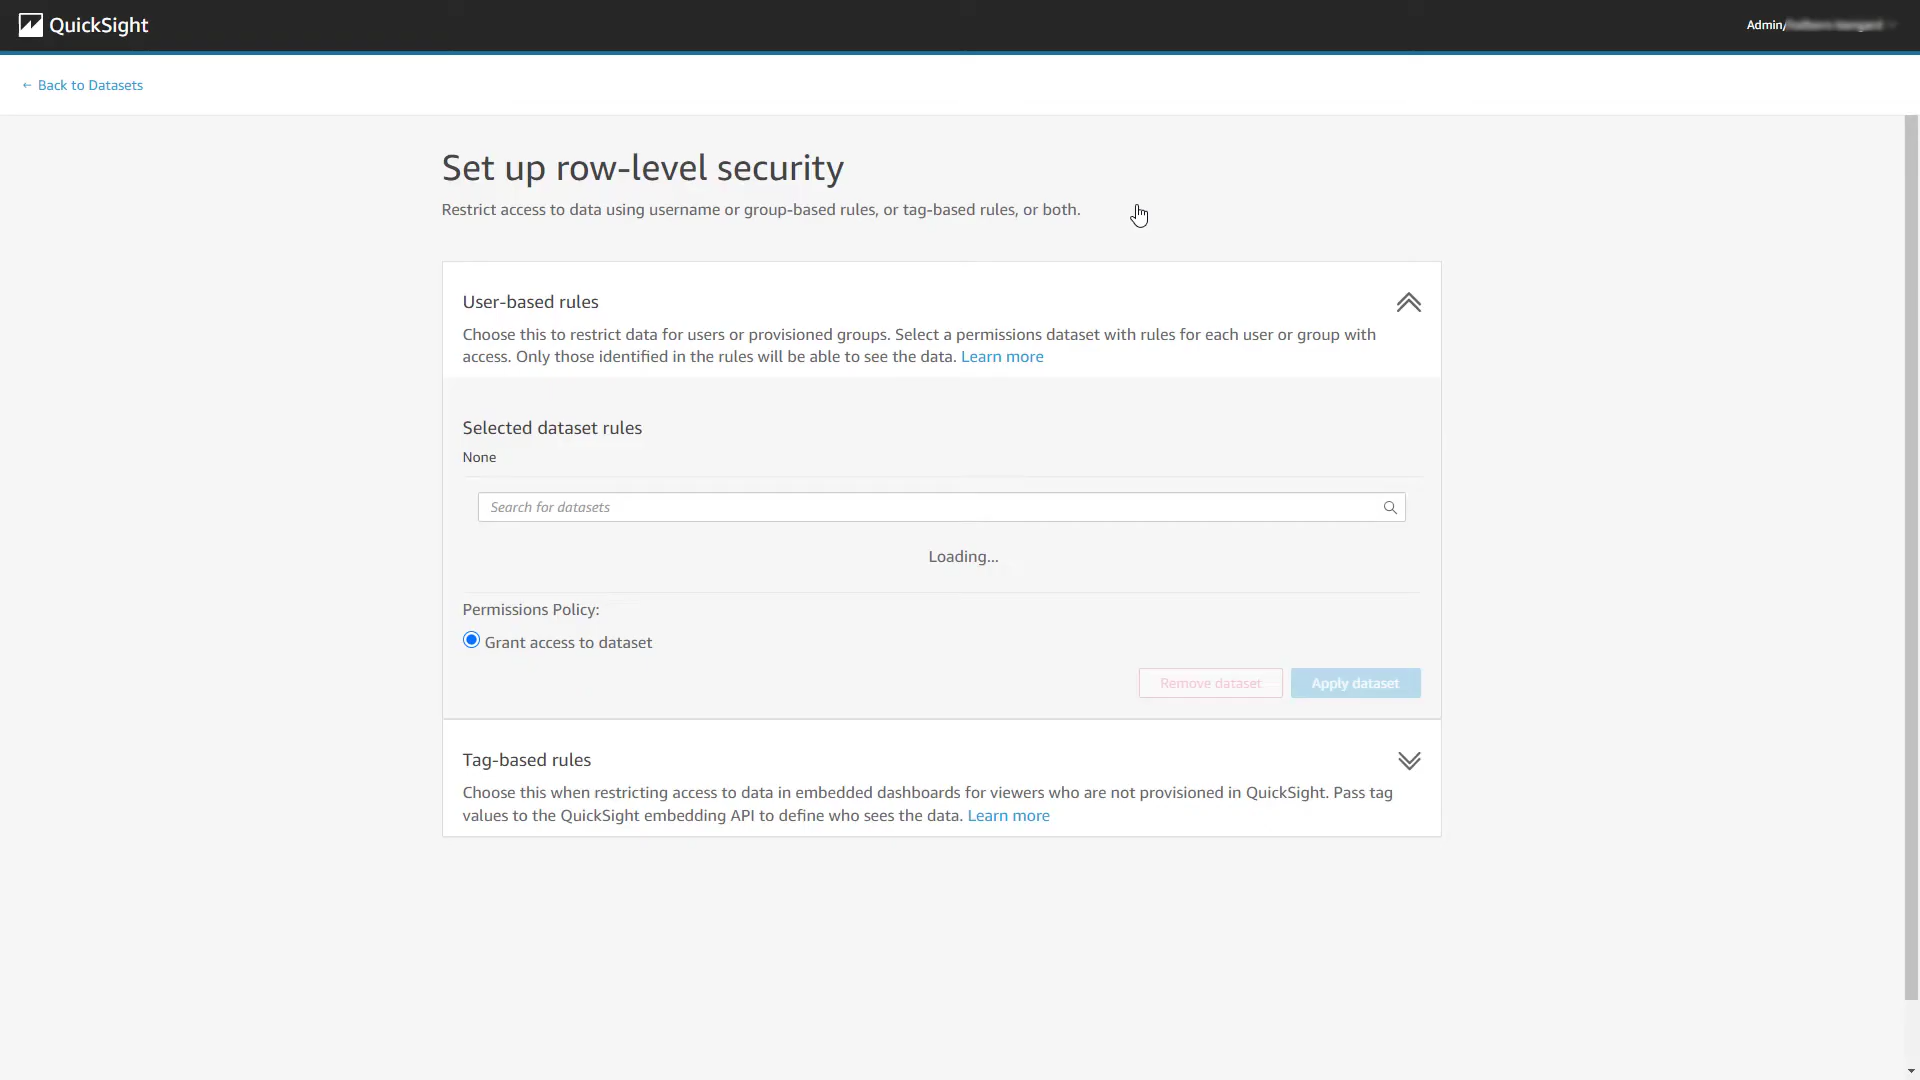 QuickSight
Admin/
← Back to Datasets
Set up row-level security
Restrict access to data using username or group-based rules, or tag-based rules, or both.
User-based rules
Choose this to restrict data for users or provisioned groups. Select a permissions dataset with rules for each user or group with
access. Only those identified in the rules will be able to see the data. Learn more
Selected dataset rules
None
Search for datasets
Loading...
Permissions Policy:
Grant access to dataset
Remove dataset Apply dataset
Tag-based rules
Choose this when restricting access to data in embedded dashboards for viewers who are not provisioned in QuickSight. Pass tag
values to the QuickSight embedding API to define who sees the data. Learn more